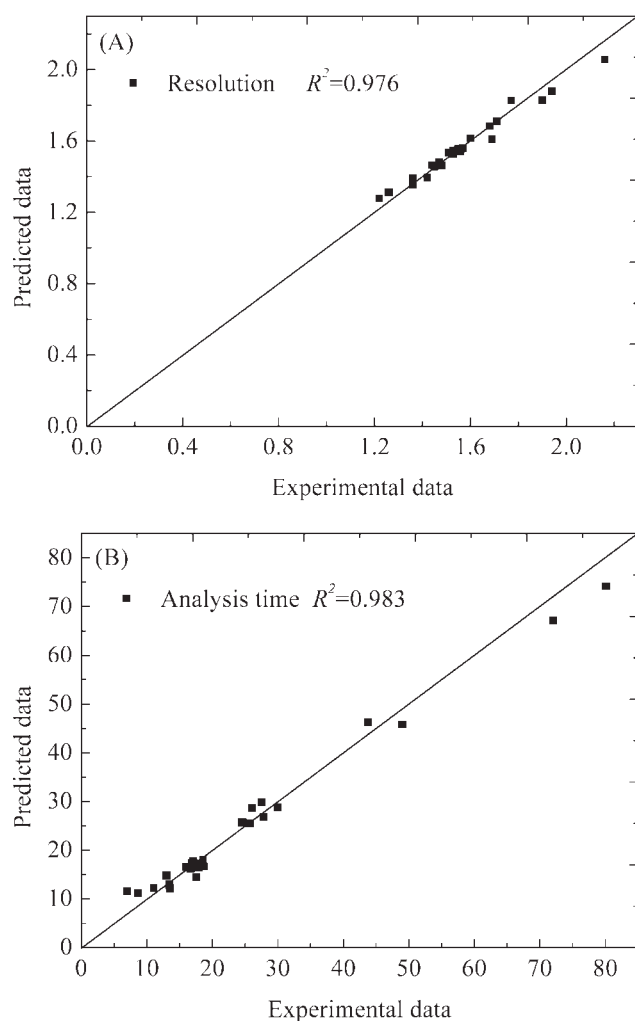 (A)
Resolution R²=0.976
2.0
1.6
1.2
0.8
0.4
0.0
Predicted data
0.0 0.4 0.8 1.2 1.6 2.0
Experimental data
(B)
Analysis time R²=0.983
80
70
60
50
40
30
20
10
0
Predicted data
0 10 20 30 40 50 60 70 80
Experimental data